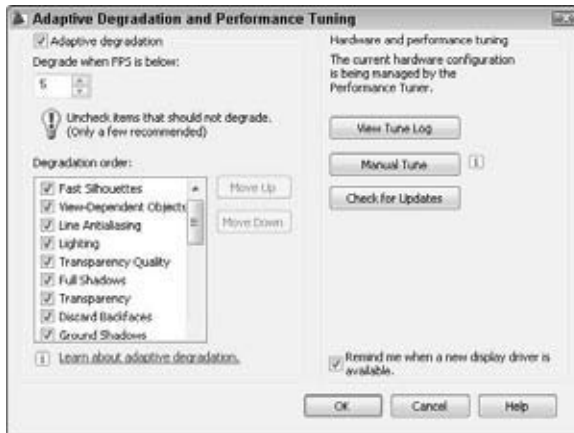 Adaptive Degradation and Performance Tuning
Adaptive degradation
Degrade when FPS is below:
5
Uncheck items that should not degrade.
(Only a few recommended)
Degradation order:
Fast Silhouettes
View-Dependent Objects
Line Antialiasing
Lighting
Transparency Quality
Full Shadows
Transparency
Discard Backfaces
Ground Shadows
Move Up
Move Down
Learn about adaptive degradation.
Hardware and performance tuning
The current hardware configuration
is being managed by the
Performance Tuner.
View Tune Log
Manual Tune
Check for Updates
Remind me when a new display driver is
available.
OK
Cancel
Help